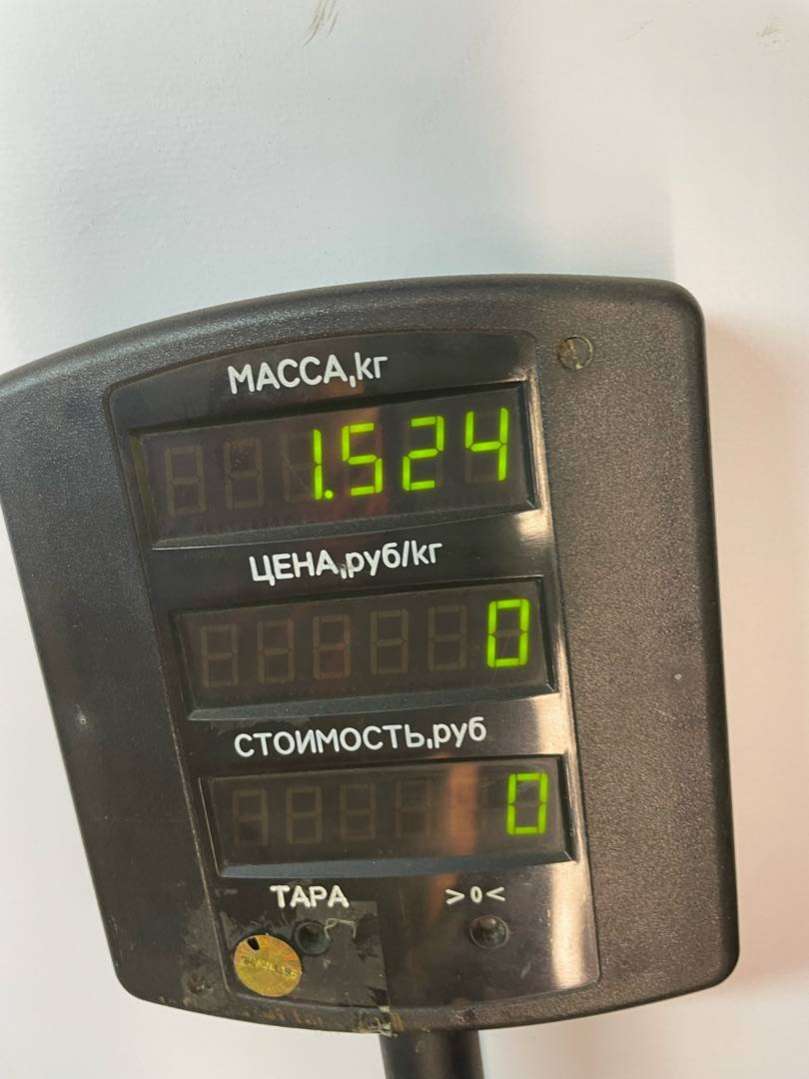 МАССА,кг
1.524
ЦЕНА,руб/кг
0
СТОИМОСТЬ,руб
0
ТАРА >0<